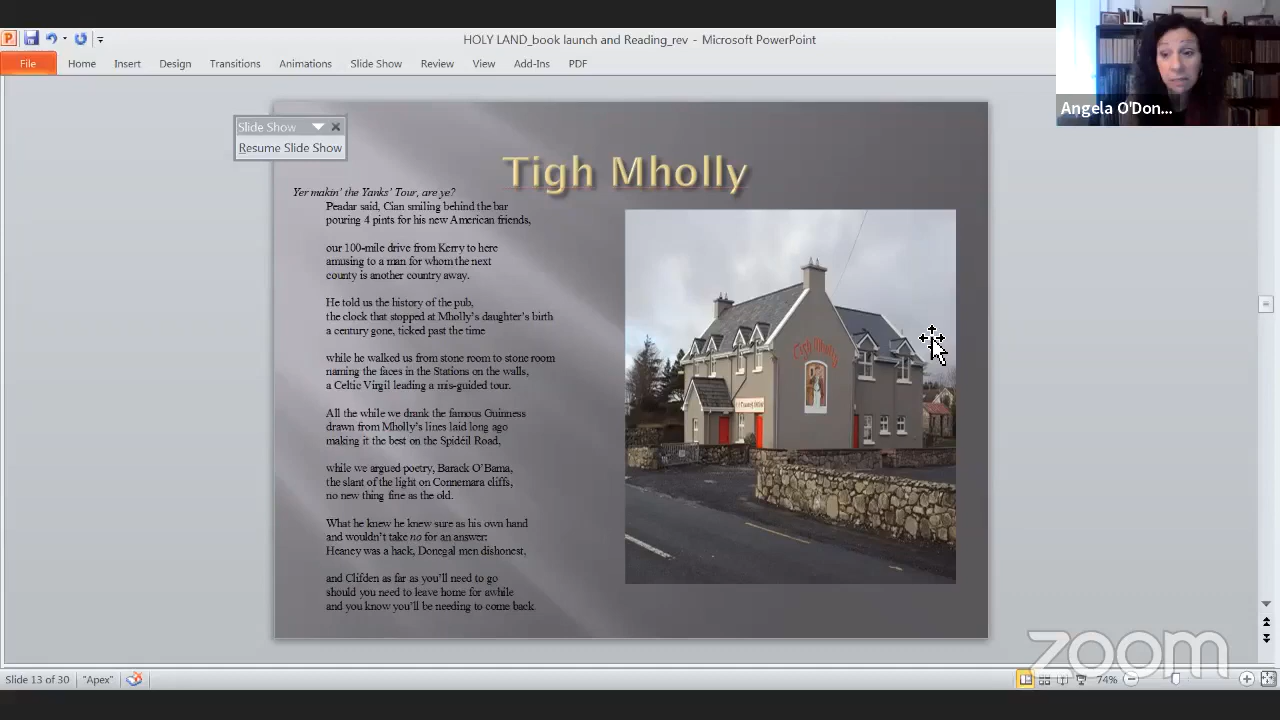 HOLY LAND_book launch and Reading_rev - Microsoft PowerPoint
File Home Insert Design Transitions Animations Slide Show Review View Add-Ins PDF
Angela O'Don...
Slide Show
Resume Slide Show
Tigh Mholly
Yer makin' the Yanks' Tour, are ye?
Peadar said, Cian smiling behind the bar
pouring 4 pints for his new American friends,
our 100-mile drive from Kerry to here
amusing to a man for whom the next
county is another country away.
He told us the history of the pub,
the clock that stopped at Mholly's daughter's birth
a century gone, ticked past the time
while he walked us from stone room to stone room
naming the faces in the Stations on the walls,
a Celtic Virgil leading a mis-guided tour.
All the while we drank the famous Guinness
drawn from Mholly's lines laid long ago
making it the best on the Spidéil Road,
while we argued poetry, Barack O'Bama,
the slant of the light on Connemara cliffs,
no new thing fine as the old.
What he knew he knew sure as his own hand
and wouldn't take no for an answer:
Heaney was a hack, Donegal men dishonest,
and Clifden as far as you'll need to go
should you need to leave home for awhile
and you know you'll be needing to come back.
Tigh Mholly
zoom
Slide 13 of 30 "Apex" 74%